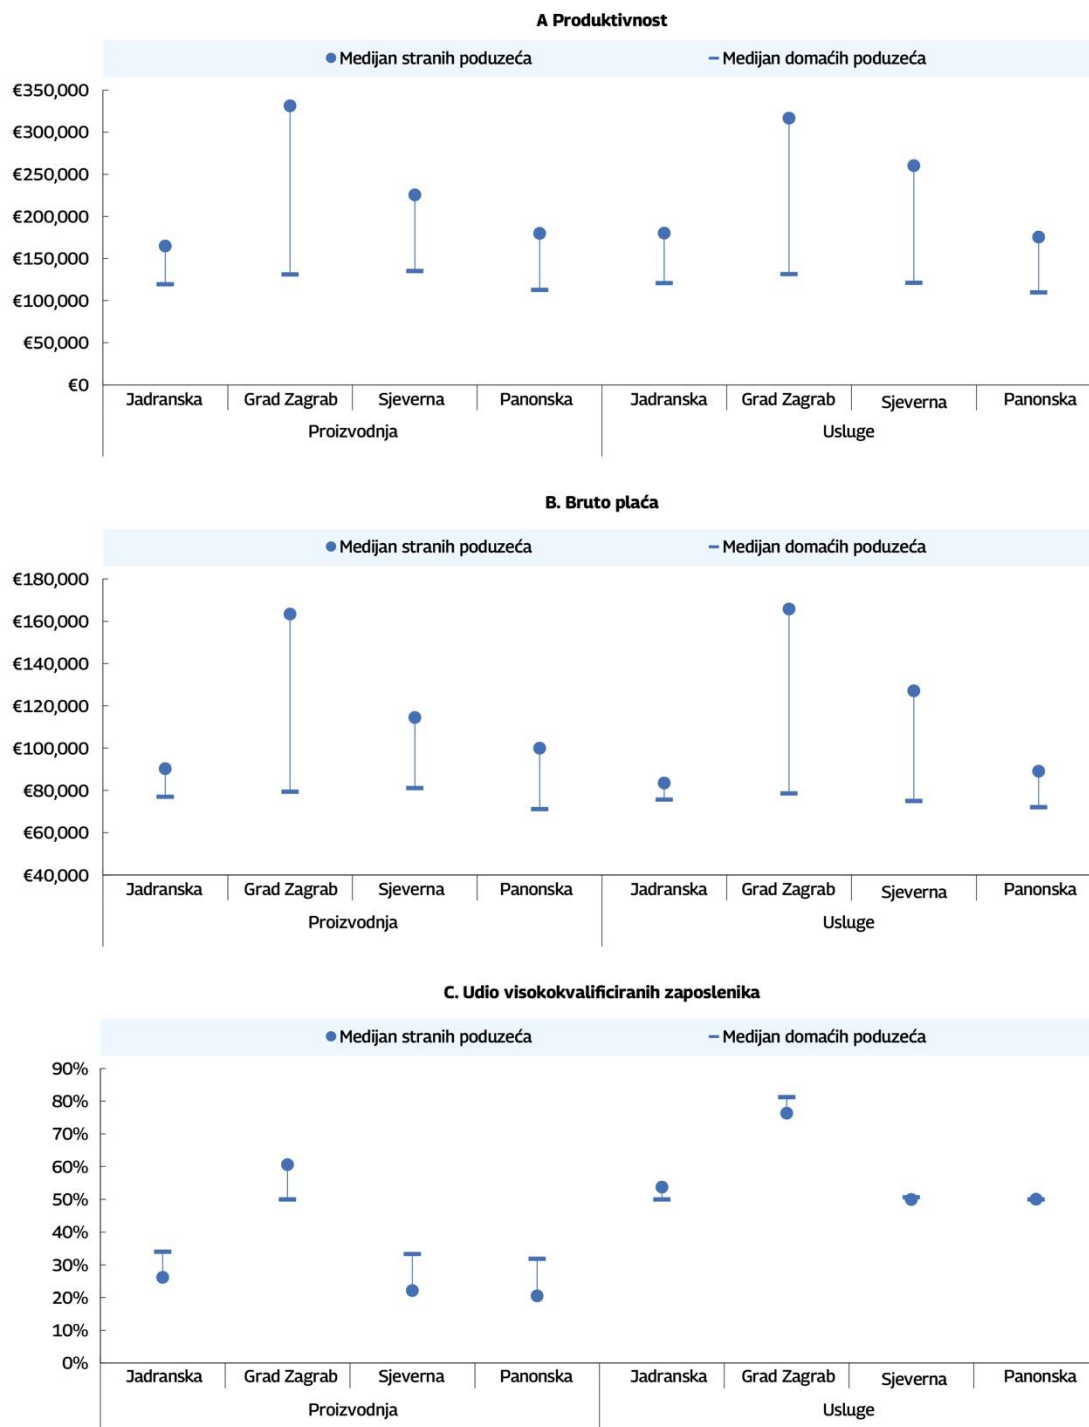 A Produktivnost
Medijan stranih poduzeća Medijan domaćih poduzeća
€350,000
€300,000
€250,000
€200,000
€150,000
€100,000
€50,000
€0
Jadranska Grad Zagrab Sjeverna Panonska Jadranska Grad Zagrab Sjeverna Panonska
Proizvodnja Usluge
B. Bruto plaća
Medijan stranih poduzeća Medijan domaćih poduzeća
€180,000
€160,000
€140,000
€120,000
€100,000
€80,000
€60,000
€40,000
Jadranska Grad Zagrab Sjeverna Panonska Jadranska Grad Zagrab Sjeverna Panonska
Proizvodnja Usluge
C. Udio visokokvalificiranih zaposlenika
Medijan stranih poduzeća Medijan domaćih poduzeća
90%
80%
70%
60%
50%
40%
30%
20%
10%
0%
Jadranska Grad Zagrab Sjeverna Panonska Jadranska Grad Zagrab Sjeverna Panonska
Proizvodnja Usluge